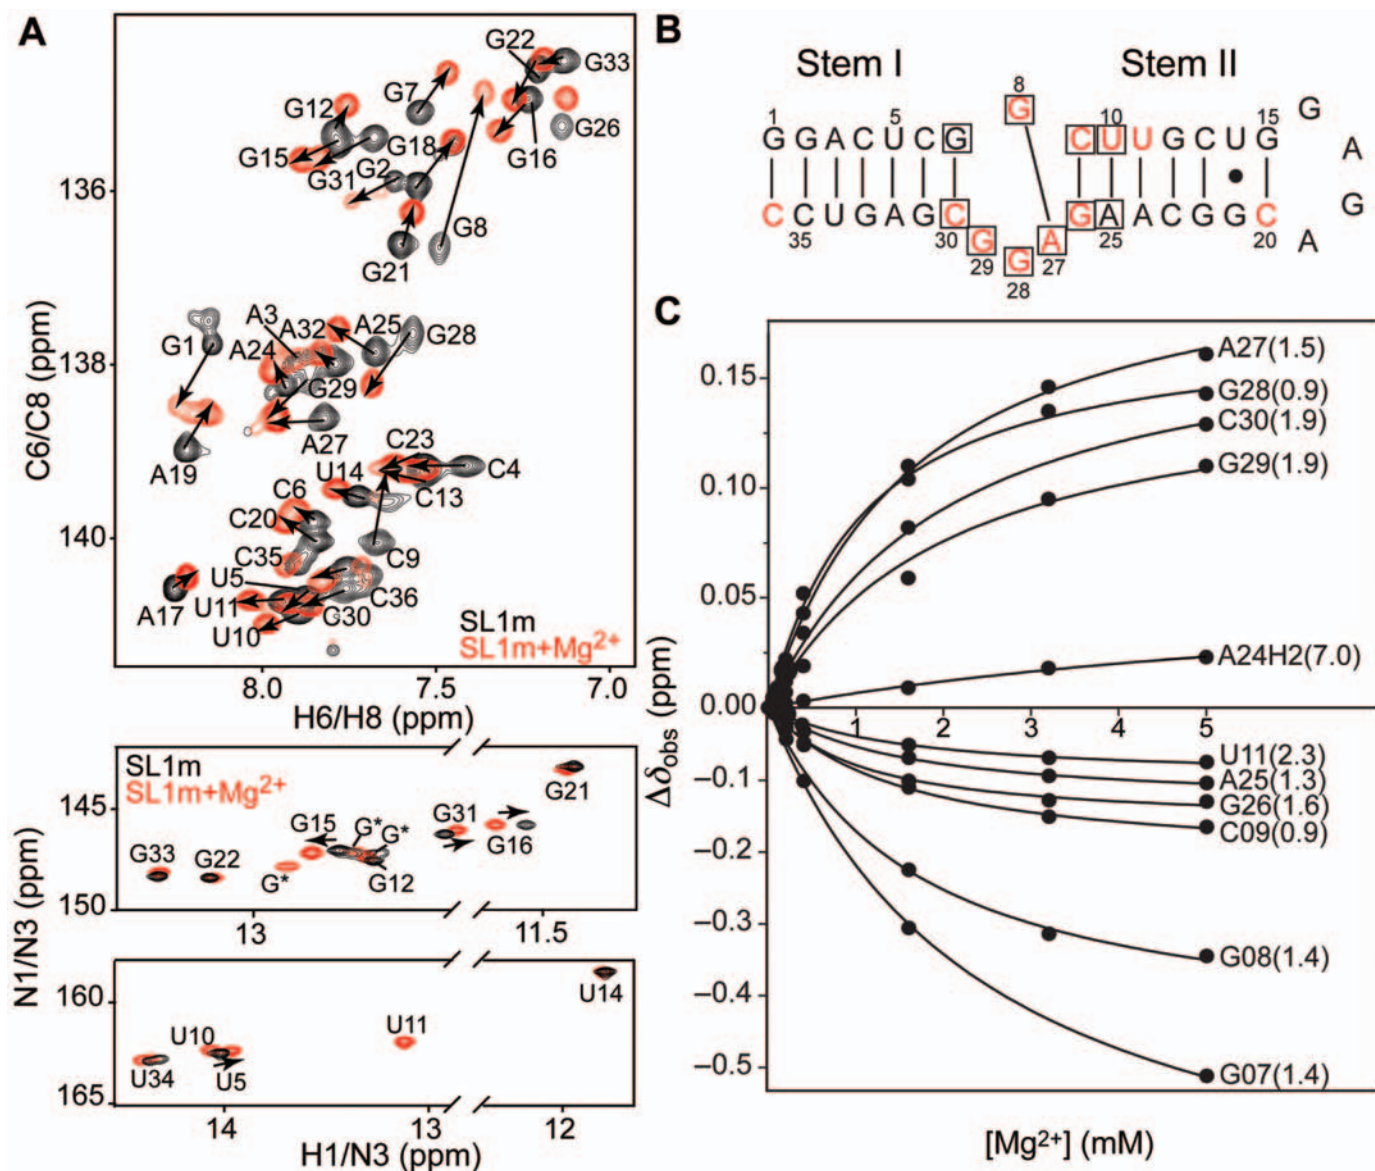 A
G22
G33
G12
G7
G26
G15
G18
G16
G31
G2
136
G8
G21
A3
A32
A25
G28
G1
A24
138
G29
A27
A19
C23
U14
C4
C6
C13
C20
140
C35
C9
U5
A17
U11
C36
G30
U10
SL1m
SL1m+Mg2+
C6/C8 (ppm)
8.0 7.5 7.0
H6/H8 (ppm)
SL1m
SL1m+Mg2+
G21
145
G15 G* G* G31
G16
G33 G22
G* G12
150
13 11.5
N1/N3 (ppm)
160
U14
U10 U11
U34 U5
165
14 13 12
H1/N3 (ppm)
B
Stem I Stem II
8
G
1 5 10 15
G G A C U C G C U U G C U G G
A
C C U G A G C G G A G A A C G G C A G
35 30 29 28 27 25 20
C
A27(1.5)
0.15
G28(0.9)
C30(1.9)
G29(1.9)
0.10
0.05
A24H2(7.0)
0.00
1 2 3 4 5
U11(2.3)
A25(1.3)
G26(1.6)
C09(0.9)
−0.1
−0.2
−0.3
G08(1.4)
−0.4
−0.5
G07(1.4)
Δδobs (ppm)
[Mg2+] (mM)